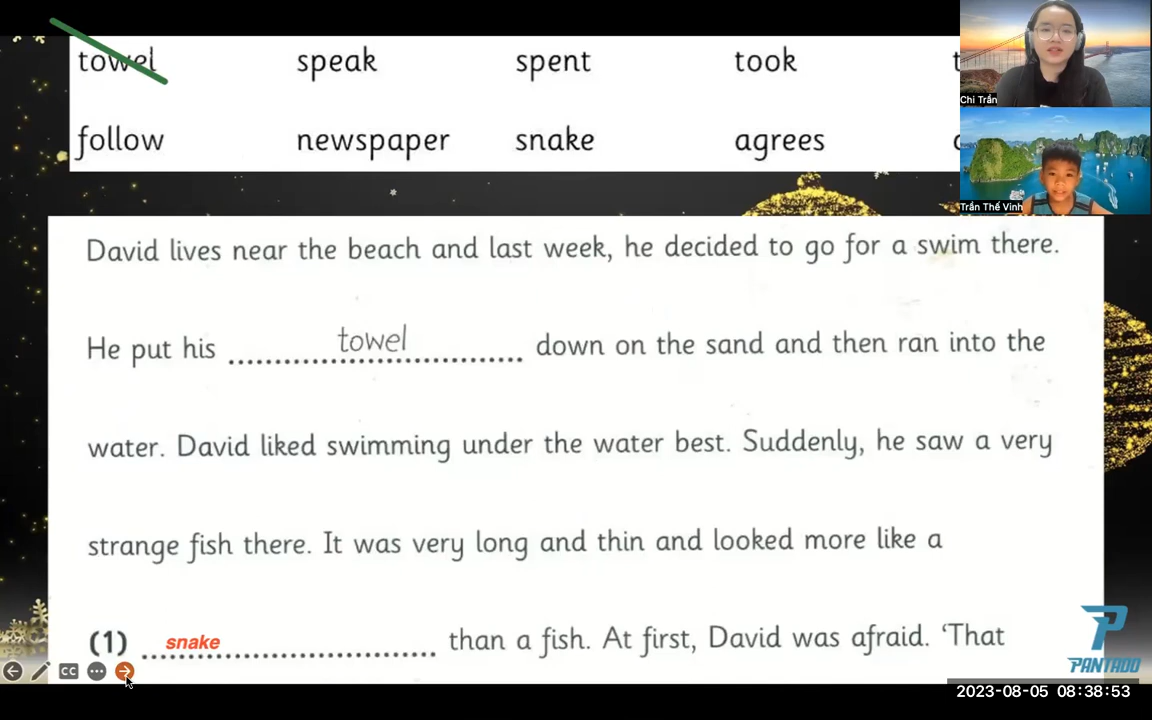 towel speak spent took
follow newspaper snake agrees
Chi Trần
Trần Thế Vinh
David lives near the beach and last week, he decided to go for a swim there.
He put his towel down on the sand and then ran into the
water. David liked swimming under the water best. Suddenly, he saw a very
strange fish there. It was very long and thin and looked more like a
(1) snake than a fish. At first, David was afraid. ‘That
CC
PANTADO
2023-08-05 08:38:53